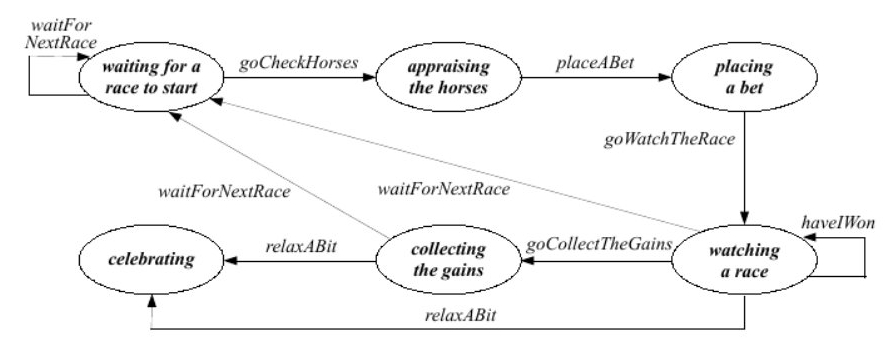 waitFor
NextRace
waiting for a
race to start
goCheckHorses
appraising
the horses
placeABet
placing
a bet
goWatchTheRace
waitForNextRace
waitForNextRace
haveIWon
celebrating
relaxABit
collecting
the gains
goCollectTheGains
watching
a race
relaxABit